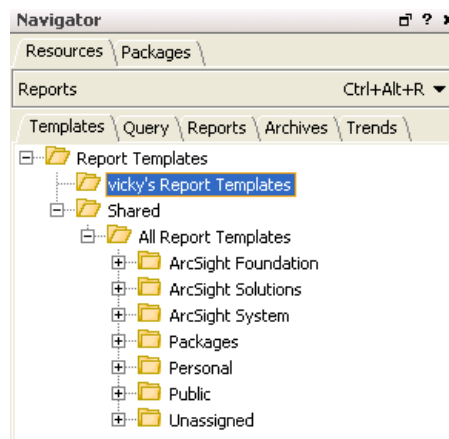 Navigator ?
Resources Packages
Reports Ctrl+Alt+R
Templates Query Reports Archives Trends
Report Templates
vicky's Report Templates
Shared
All Report Templates
ArcSight Foundation
ArcSight Solutions
ArcSight System
Packages
Personal
Public
Unassigned